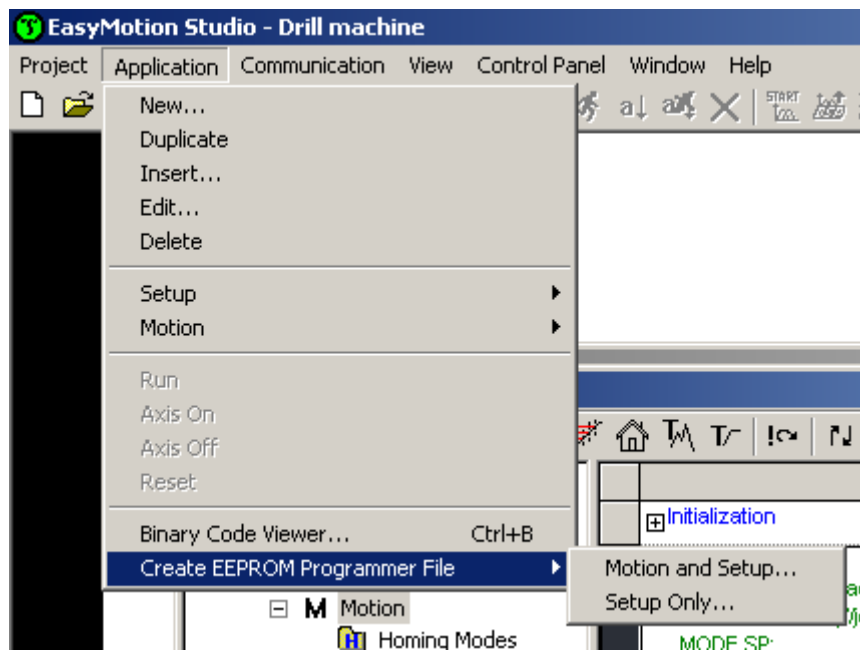 EasyMotion Studio - Drill machine
Project Application Communication View Control Panel Window Help
New...
Duplicate
Insert...
Edit...
Delete
Setup
Motion
Run
Axis On
Axis Off
Reset
Binary Code Viewer... Ctrl+B
Create EEPROM Programmer File
Motion and Setup...
Setup Only...
Initialization
M Motion
H Homing Modes
MODE SP;